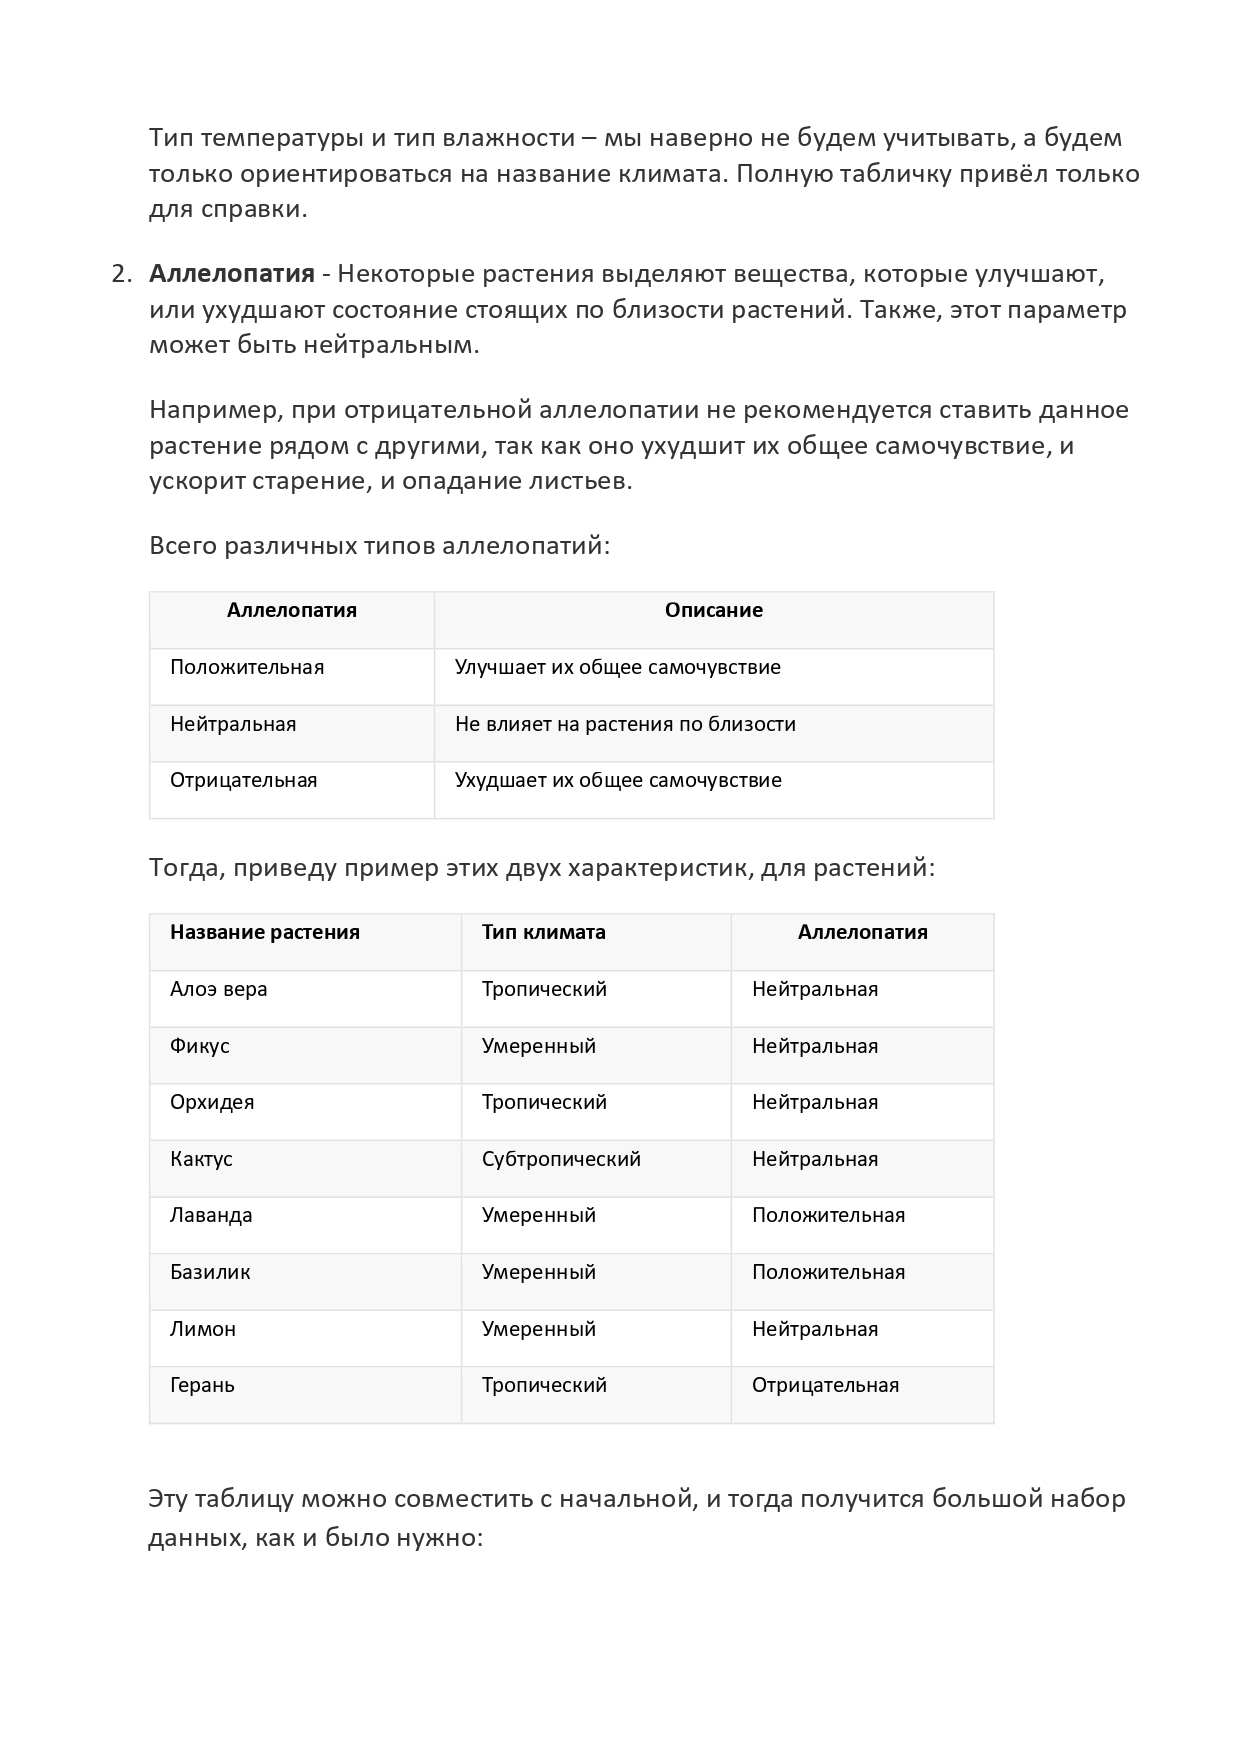 Тип температуры и тип влажности – мы наверно не будем учитывать, а будем
только ориентироваться на название климата. Полную табличку привёл только
для справки.
2. Аллелопатия - Некоторые растения выделяют вещества, которые улучшают,
или ухудшают состояние стоящих по близости растений. Также, этот параметр
может быть нейтральным.
Например, при отрицательной аллелопатии не рекомендуется ставить данное
растение рядом с другими, так как оно ухудшит их общее самочувствие, и
ускорит старение, и опадание листьев.
Всего различных типов аллелопатий:
Аллелопатия Описание
Положительная Улучшает их общее самочувствие
Нейтральная Не влияет на растения по близости
Отрицательная Ухудшает их общее самочувствие
Тогда, приведу пример этих двух характеристик, для растений:
Название растения Тип климата Аллелопатия
Алоэ вера Тропический Нейтральная
Фикус Умеренный Нейтральная
Орхидея Тропический Нейтральная
Кактус Субтропический Нейтральная
Лаванда Умеренный Положительная
Базилик Умеренный Положительная
Лимон Умеренный Нейтральная
Герань Тропический Отрицательная
Эту таблицу можно совместить с начальной, и тогда получится большой набор
данных, как и было нужно: